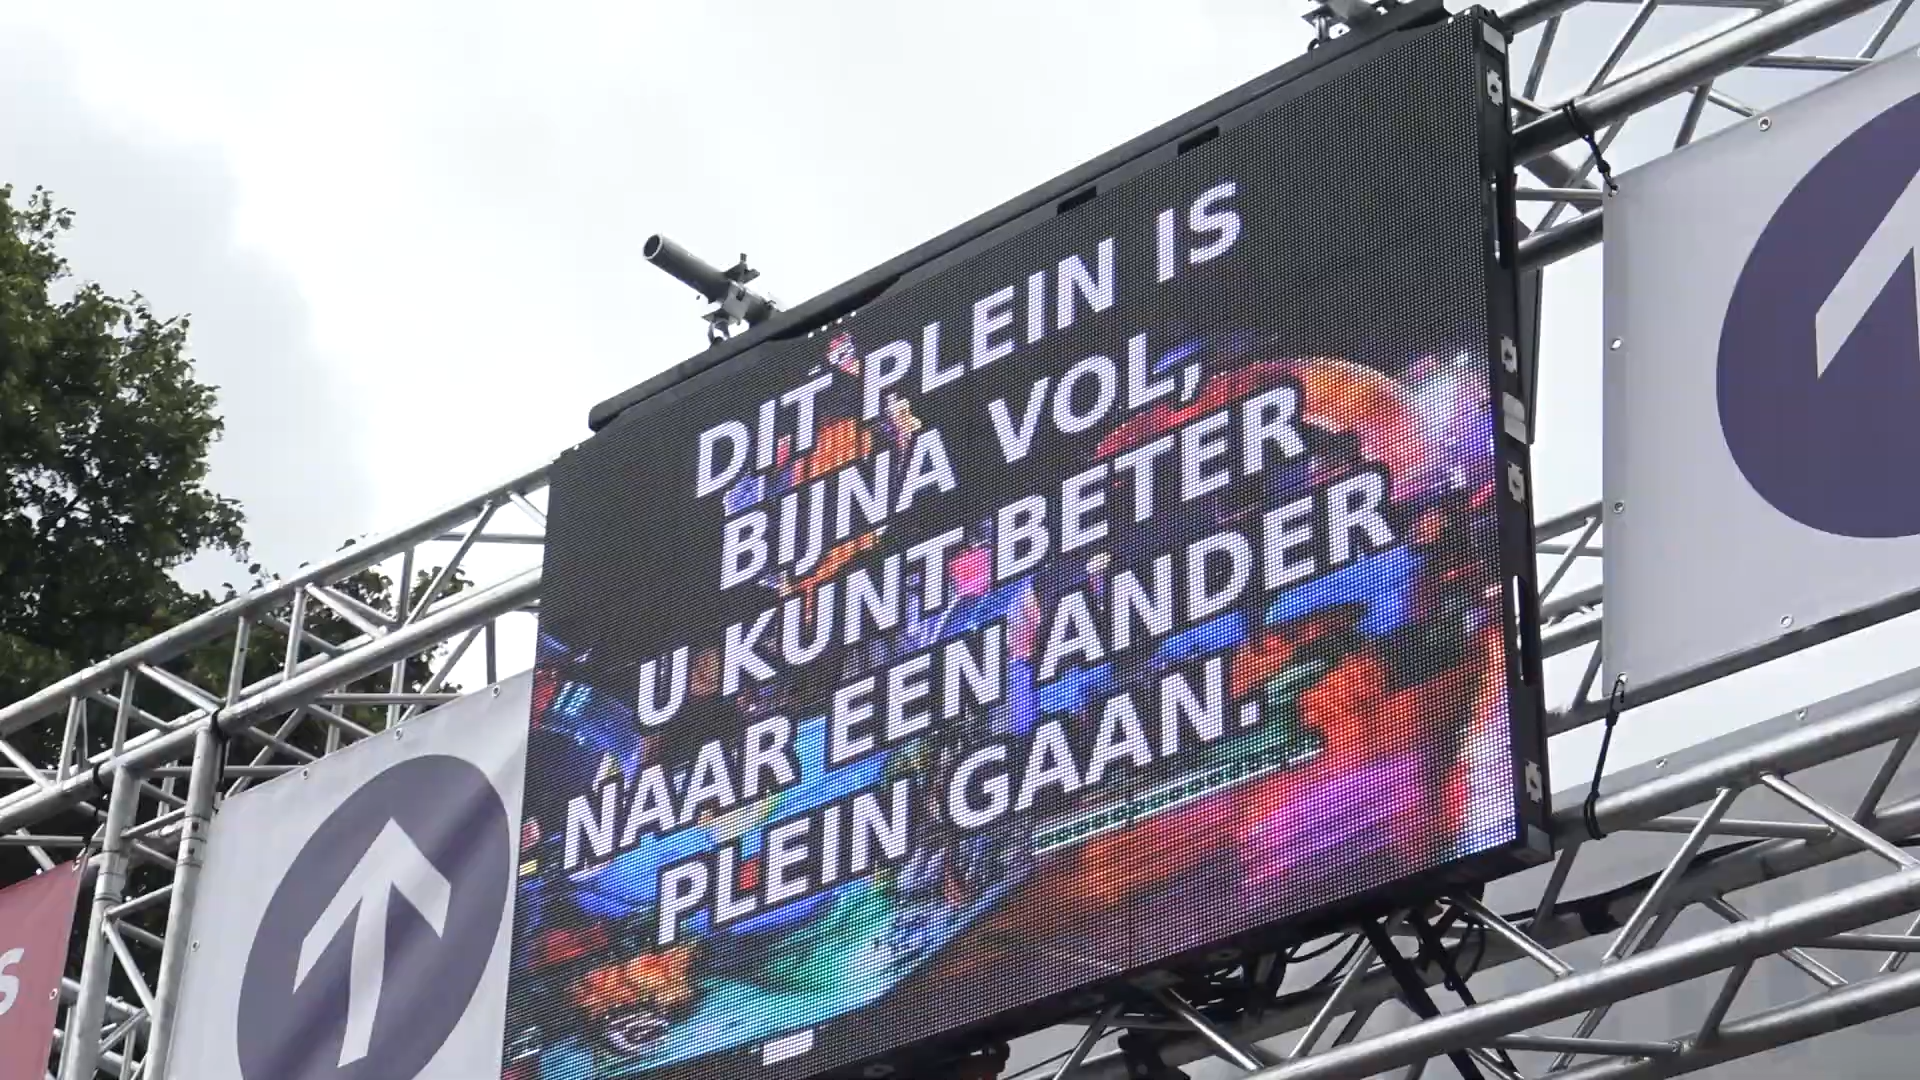 DIT PLEIN IS
BIJNA VOL,
U KUNT BETER
NAAR EEN ANDER
PLEIN GAAN.